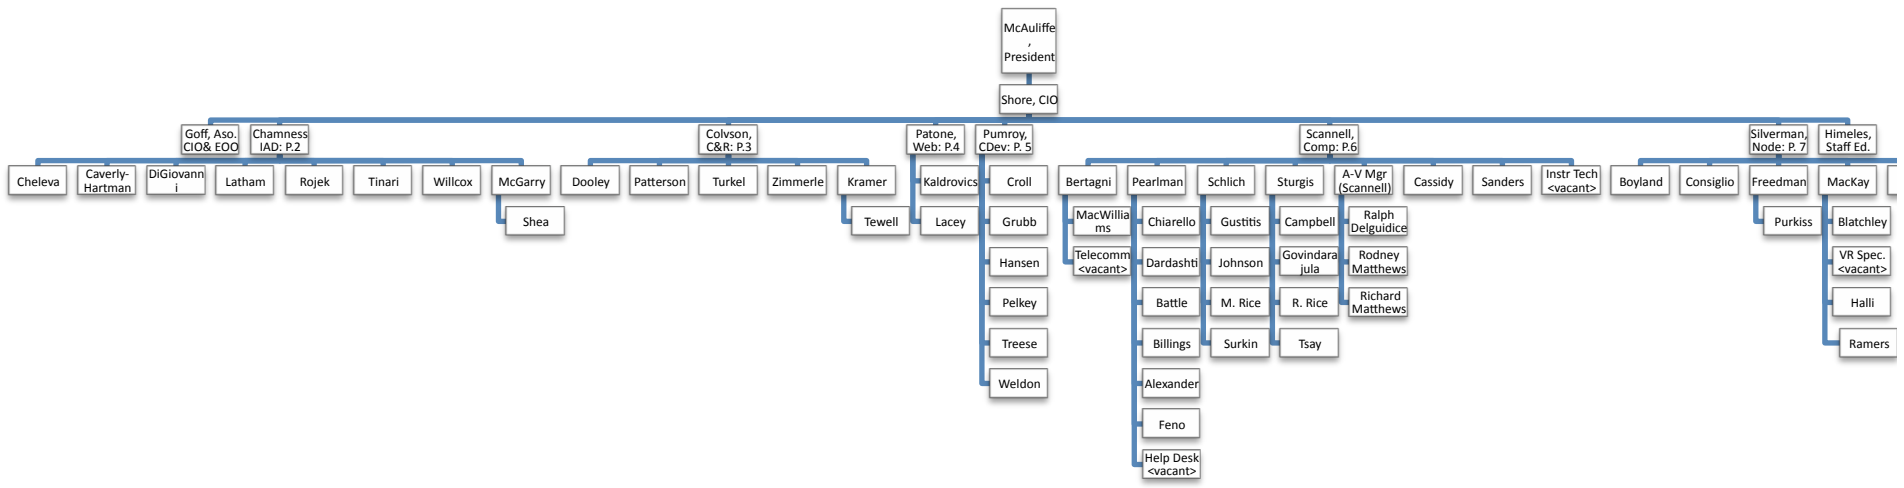 McAuliffe
,
President
Shore, CIO
Goff, Aso.
CIO& EOO
Chamness
IAD: P.2
Colvson,
C&R: P.3
Patone,
Web: P.4
Pumroy,
CDev: P. 5
Scannell,
Comp: P.6
Silverman,
Node: P. 7
Himeles,
Staff Ed.
Cheleva
Caverly-
Hartman
DiGiovann
i
Latham
Rojek
Tinari
Willcox
McGarry
Dooley
Patterson
Turkel
Zimmerle
Kramer
Kaldrovics
Croll
Bertagni
Pearlman
Schlich
Sturgis
A-V Mgr
(Scannell)
Cassidy
Sanders
Instr Tech
<vacant>
Boyland
Consiglio
Freedman
MacKay
Shea
Tewell
Lacey
Grubb
MacWillia
ms
Chiarello
Gustitis
Campbell
Ralph
Delguidice
Purkiss
Blatchley
Hansen
Telecomm
<vacant>
Dardashti
Johnson
Govindara
jula
Rodney
Matthews
VR Spec.
<vacant>
Pelkey
Battle
M. Rice
R. Rice
Richard
Matthews
Halli
Treese
Billings
Surkin
Tsay
Ramers
Weldon
Alexander
Feno
Help Desk
<vacant>